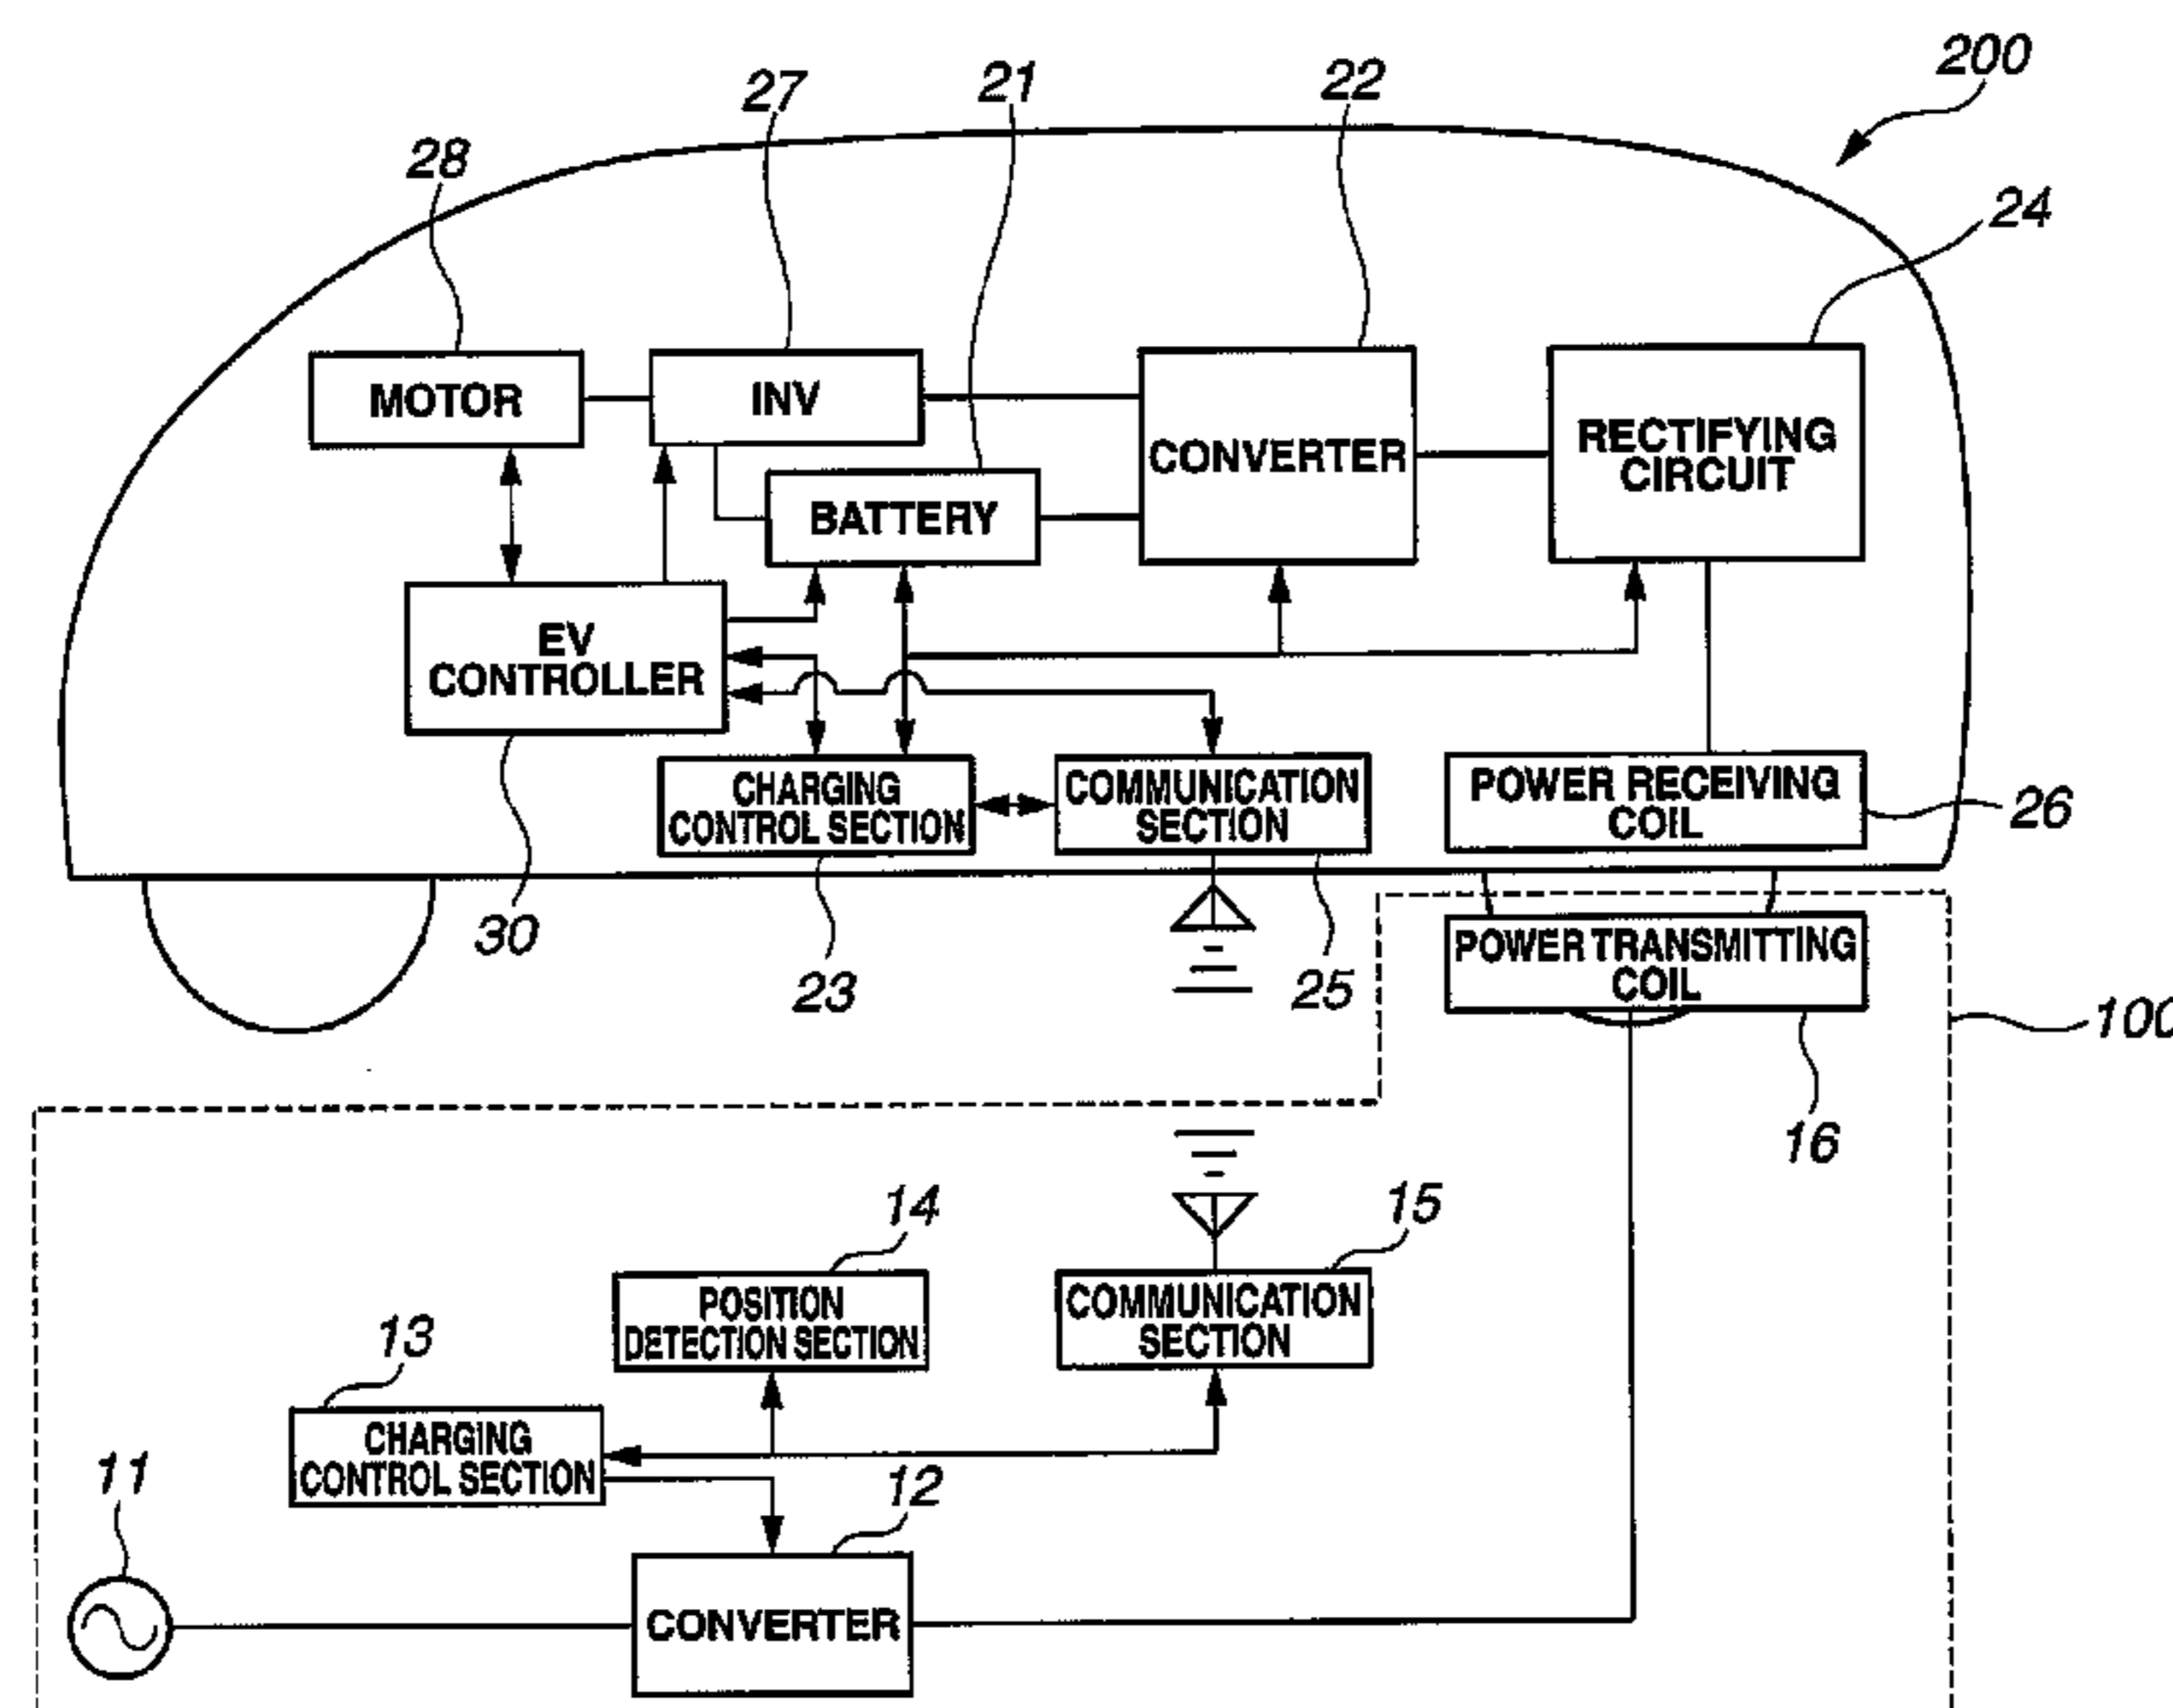 200
27
21
22
28
24
MOTOR
INV
CONVERTER
RECTIFYING
CIRCUIT
BATTERY
EV
CONTROLLER
CHARGING
CONTROL SECTION
COMMUNICATION
SECTION
POWER RECEIVING
COIL
26
30
23
25
POWER TRANSMITTING
COIL
100
16
14
15
POSITION
DETECTION SECTION
COMMUNICATION
SECTION
13
CHARGING
CONTROL SECTION
11
12
CONVERTER